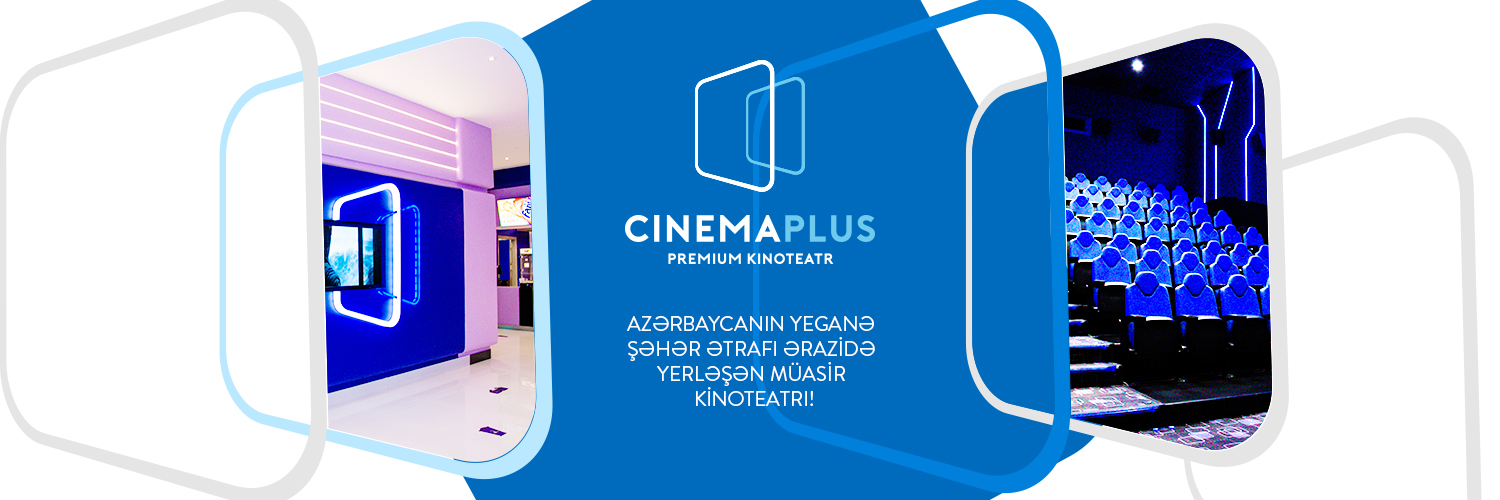 CINEMAPLUS
PREMIUM KINOTEATR
AZƏRBAYCANIN YEGANƏ
ŞƏHƏR ƏTRAFI ƏRAZİDƏ
YERLƏŞƏN MÜASİR
KİNOTEATRI!